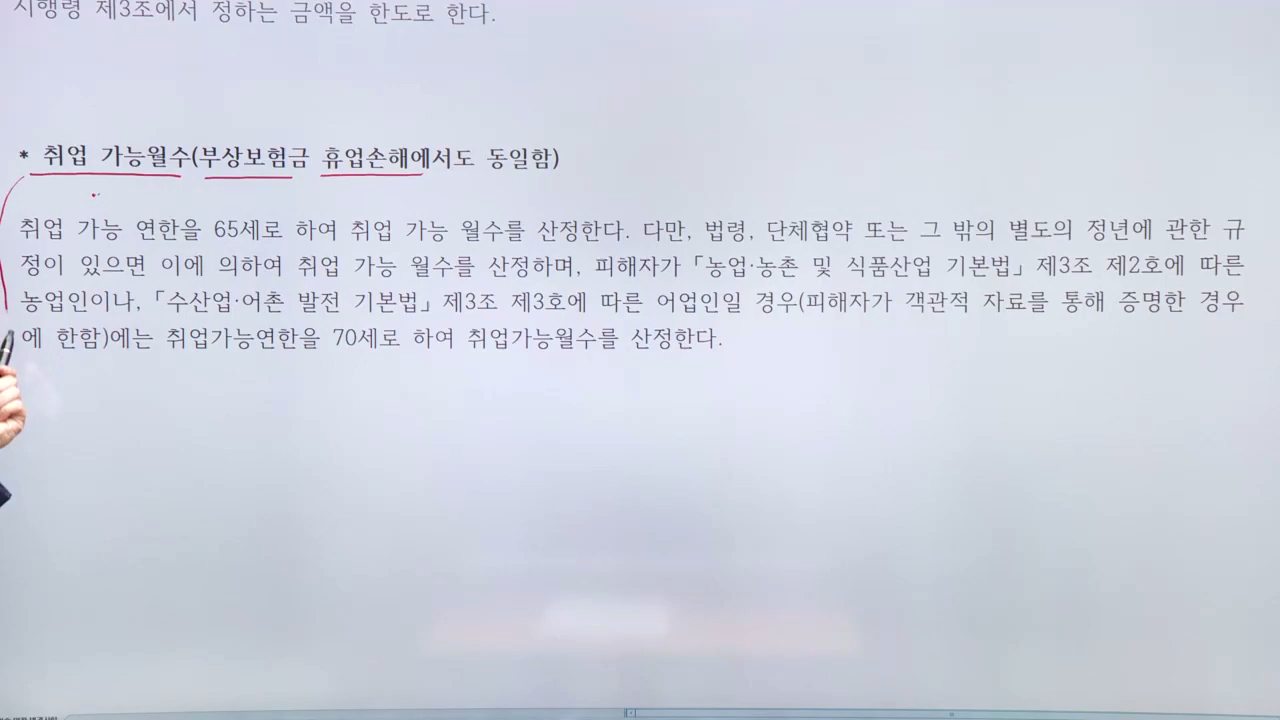 시행령 제3조에서 정하는 금액을 한도로 한다.
* 취업 가능월수(부상보험금 휴업손해에서도 동일함)
취업 가능 연한을 65세로 하여 취업 가능 월수를 산정한다. 다만, 법령, 단체협약 또는 그 밖의 별도의 정년에 관한 규
정이 있으면 이에 의하여 취업 가능 월수를 산정하며, 피해자가「농업·농촌 및 식품산업 기본법」제3조 제2호에 따른
농업인이나,「수산업·어촌 발전 기본법」제3조 제3호에 따른 어업인일 경우(피해자가 객관적 자료를 통해 증명한 경우
에 한함)에는 취업가능연한을 70세로 하여 취업가능월수를 산정한다.